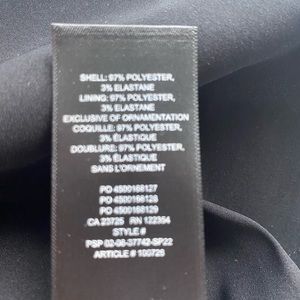 SHELL: 97% POLYESTER,
3% ELASTANE
LINING: 97% POLYESTER,
3% ELASTANE
EXCLUSIVE OF ORNAMENTATION
COQUILLE: 97% POLYESTER,
3% ÉLASTIQUE
DOUBLURE: 97% POLYESTER,
3% ÉLASTIQUE
SANS L'ORNEMENT
PO 4500168127
PO 4500168128
PO 4500168129
CA 23725 RN 122354
STYLE #
PSP 02-08-37742-SP22
ARTICLE # 100725